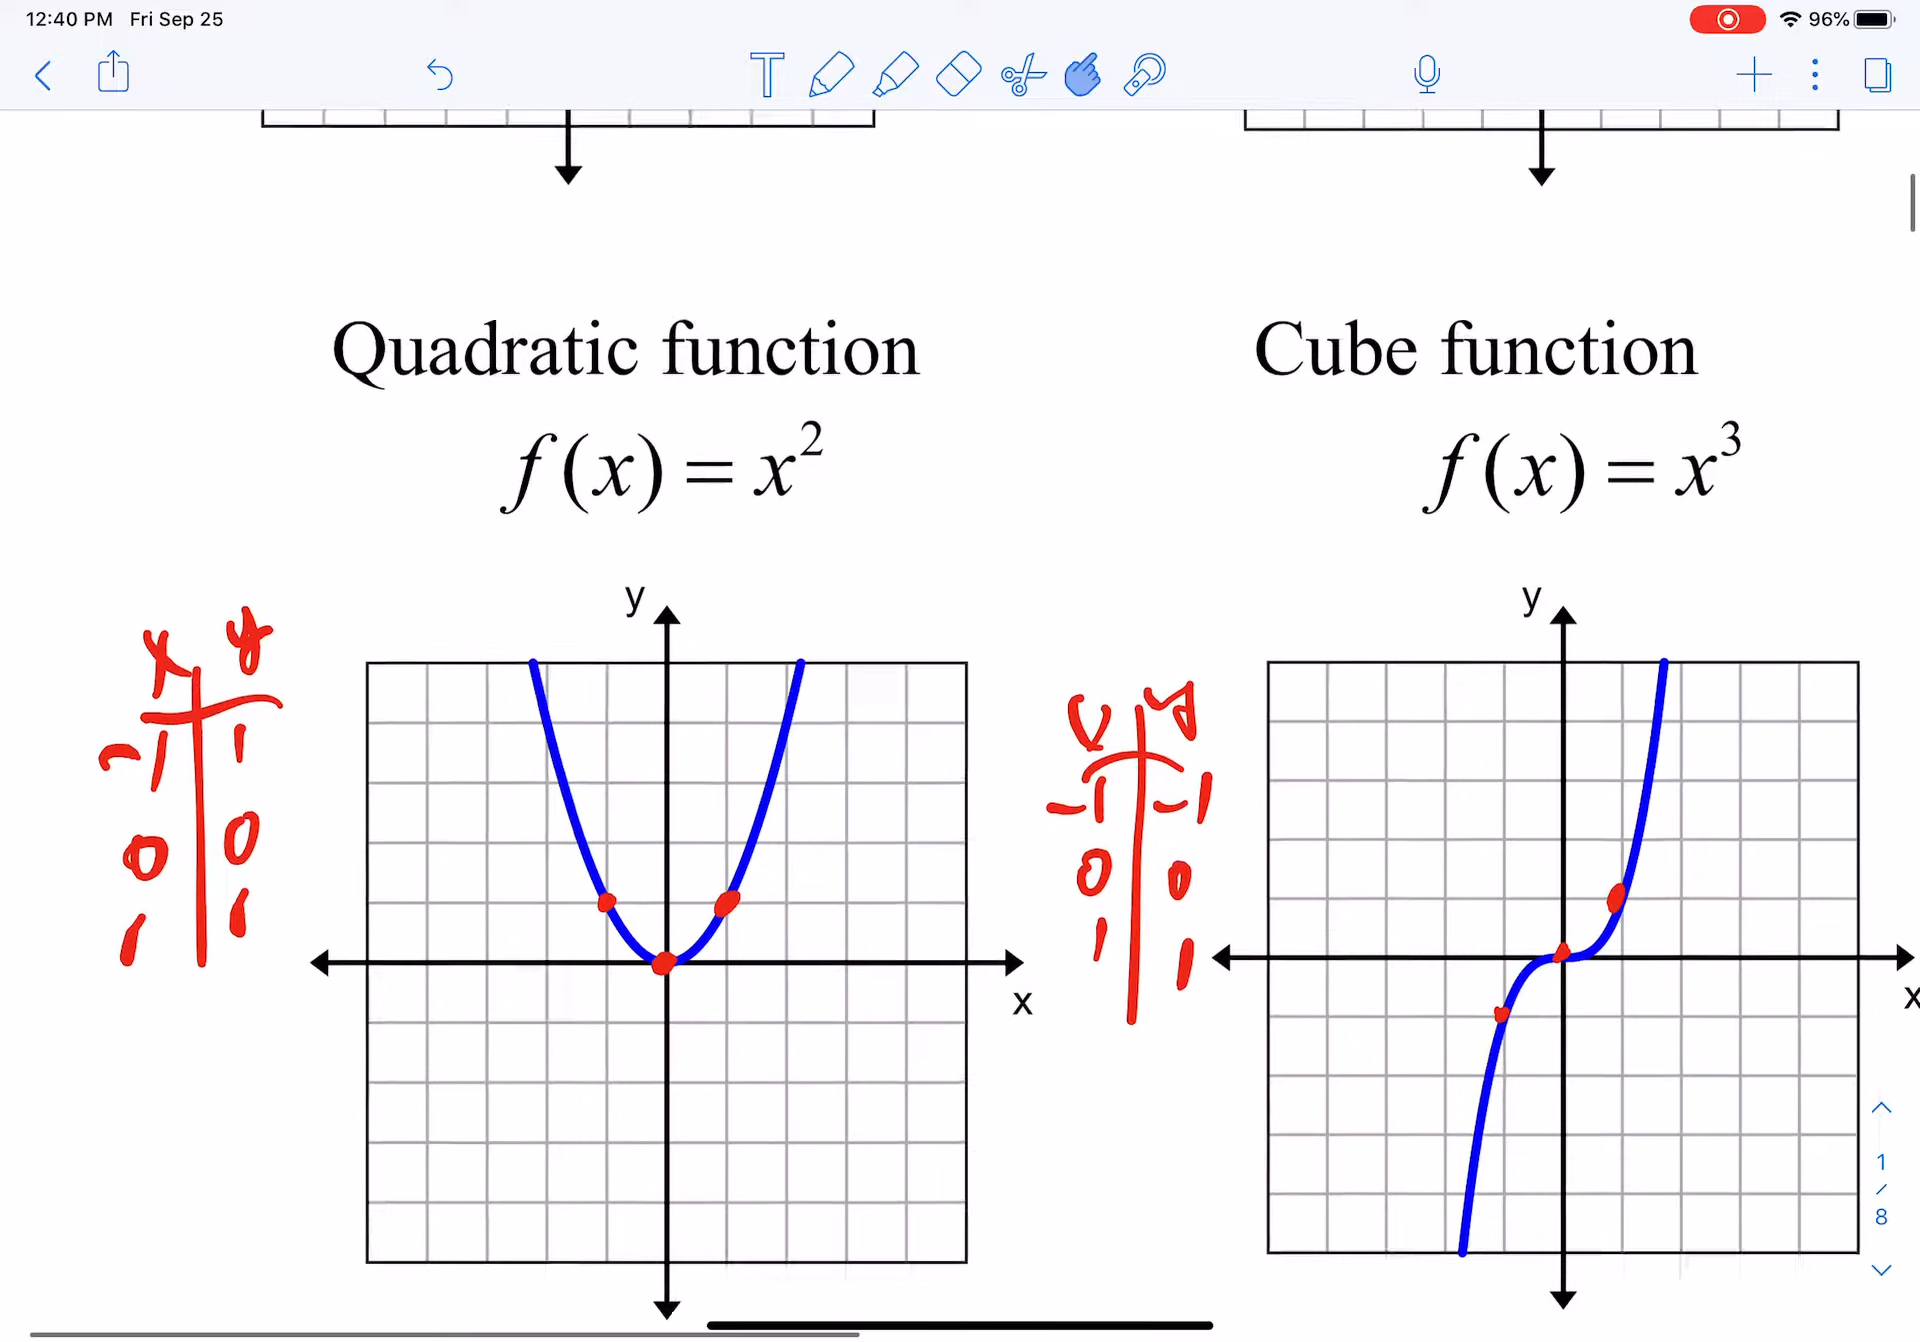 12:40 PM Fri Sep 25
96%
Quadratic function
f(x) = x²
Cube function
f(x) = x³
x y
-1 1
0 0
1 1
y
x
y
-1 -1
0 0
1 1
y
x
1
/
8